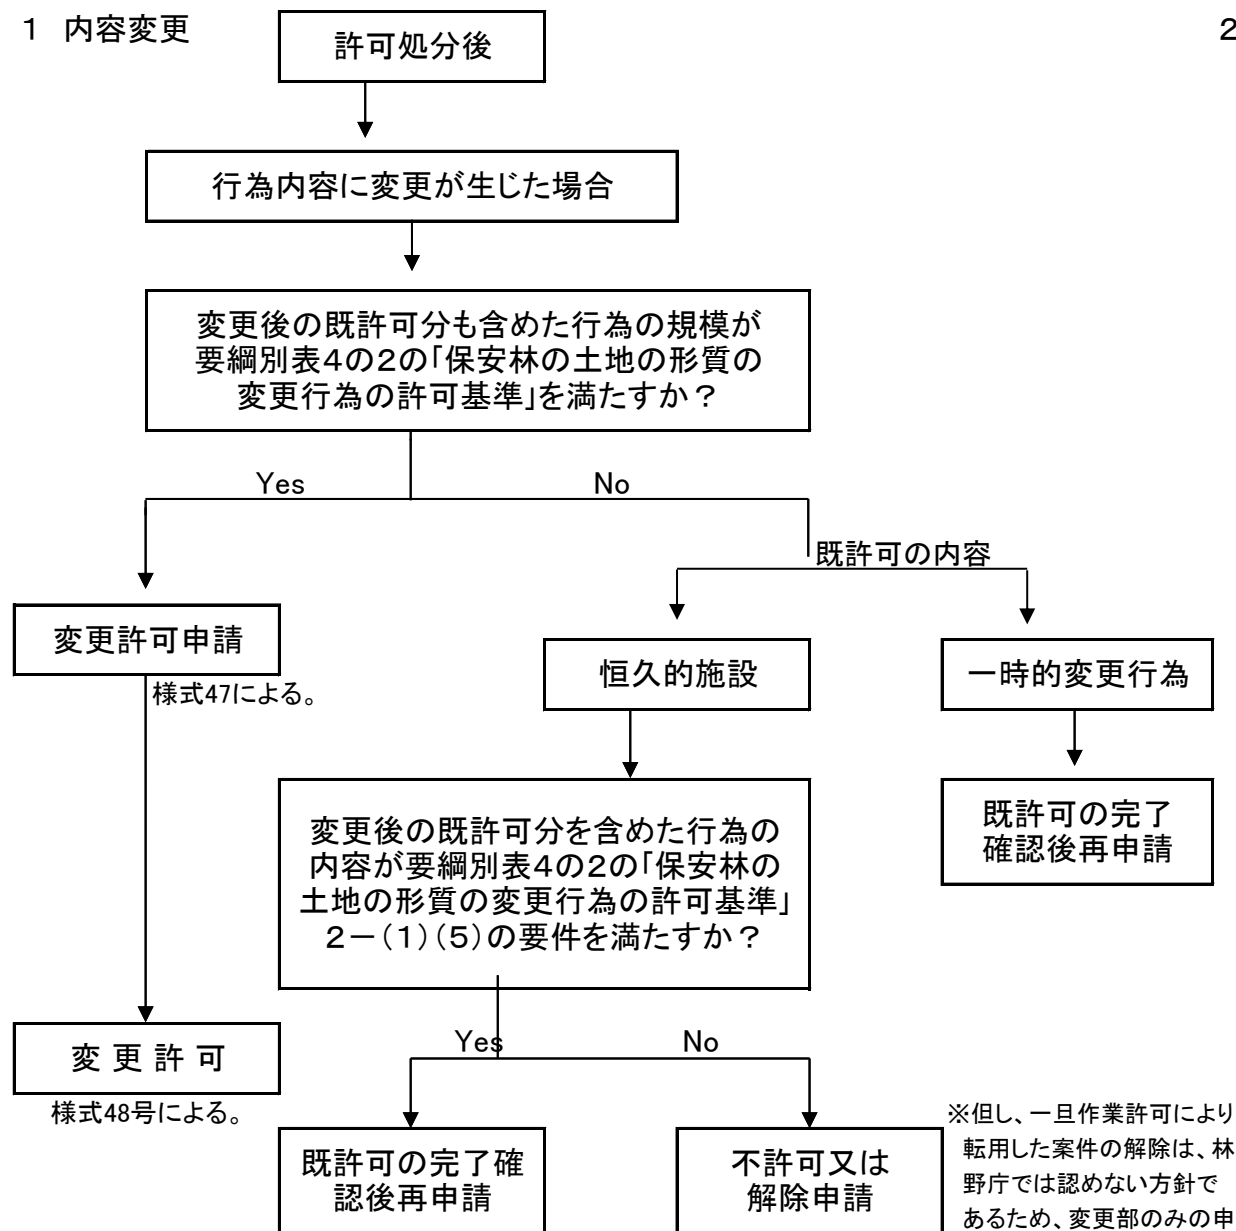 １ 内容変更
２
許可処分後
行為内容に変更が生じた場合
変更後の既許可分も含めた行為の規模が
要綱別表４の２の「保安林の土地の形質の
変更行為の許可基準」を満たすか？
Yes
No
既許可の内容
変更許可申請
様式47による。
恒久的施設
一時的変更行為
変更後の既許可分を含めた行為の
内容が要綱別表４の２の「保安林の
土地の形質の変更行為の許可基準」
２－（１）（５）の要件を満たすか？
既許可の完了
確認後再申請
Yes
No
変 更 許 可
様式48号による。
既許可の完了確
認後再申請
不許可又は
解除申請
※但し、一旦作業許可により
転用した案件の解除は、林
野庁では認めない方針で
あるため、変更部のみの申